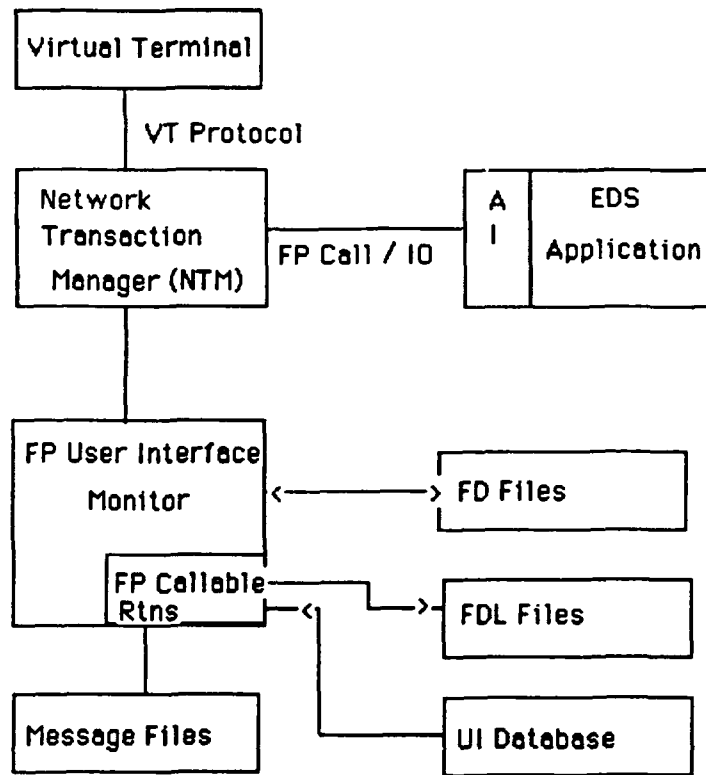 Virtual Terminal
VT Protocol
Network
Transaction
Manager (NTM)
FP Call / IO
A
I
EDS
Application
FP User Interface
Monitor
FD Files
FP Callable
Rtns
FDL Files
Message Files
UI Database